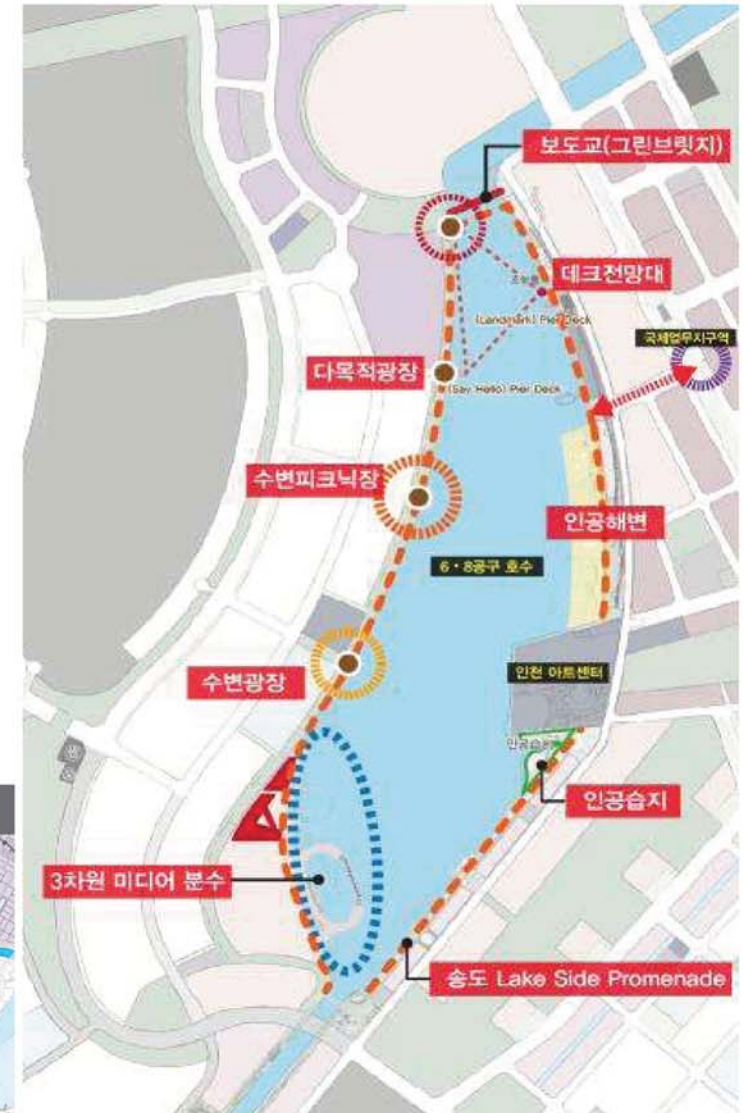 보도교(그린브릿지)
데크전망대
(Landmark) Pier Deck
국제업무지구역
다목적광장
(Say Hello) Pier Deck
수변피크닉장
인공해변
6・8공구 호수
수변광장
인천 아트센터
인공습지
3차원 미디어 분수
송도 Lake Side Promenade